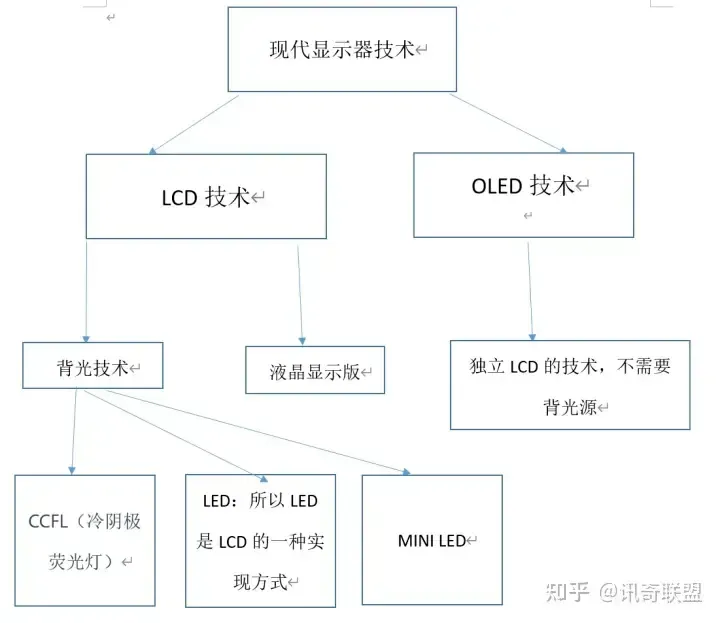 现代显示器技术
LCD 技术
OLED 技术
背光技术
液晶显示版
独立 LCD 的技术，不需要
背光源
CCFL（冷阴极
荧光灯）
LED：所以 LED
是 LCD 的一种实
现方式
MINI LED
知乎 @讯奇联盟